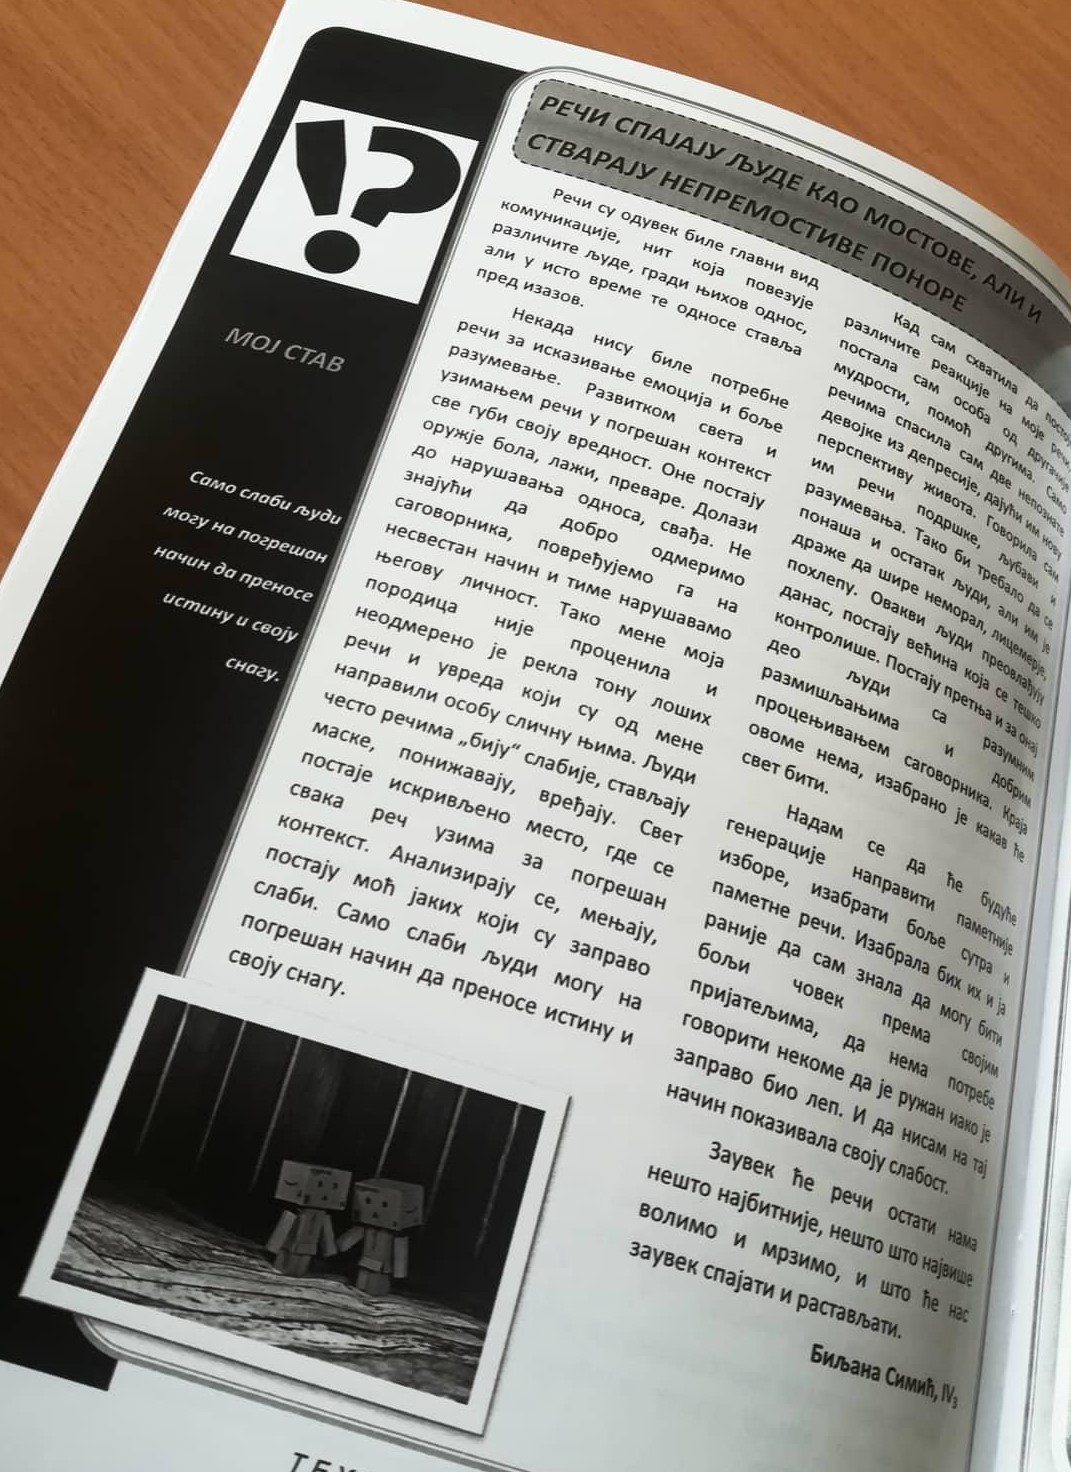 !?
РЕЧИ СПАЈАЈУ ЉУДЕ КАО МОСТОВЕ, АЛИ И
СТВАРАЈУ НЕПРЕМОСТИВЕ ПОНОРЕ
МОЈ СТАВ
Само слаби људи
могу на погрешан
начин да преносе
истину и своју
снагу.
Речи су одувек биле главни вид
комуникације, нит која повезује
различите људе, гради њихов однос,
али у исто време те односе ставља
пред изазов.
Некада нису биле потребне
речи за исказивање емоција и боље
разумевање. Развитком света и
узимањем речи у погрешан контекст
све губи своју вредност. Оне постају
оружје бола, лажи, преваре. Долази
до нарушавања односа, свађа. Не
знајући да добро одмеримо
саговорника, повређујемо га на
несвестан начин и тиме нарушавамо
његову личност. Тако мене моја
породица није проценила и
неодмерено је рекла тону лоших
речи и увреда који су од мене
направили особу сличну њима. Људи
често речима „бију“ слабије, стављају
маске, понижавају, вређају. Свет
постаје искривљено место, где се
свака реч узима за погрешан
контекст. Анализирају се, мењају,
постају моћ јаких који су заправо
слаби. Само слаби људи могу на
погрешан начин да преносе истину и
своју снагу.
Кад сам схватила да постоје
различите реакције на моје речи,
постала сам особа од другачије
мудрости, помоћ другима. Само
речима спасила сам две непознате
девојке из депресије, дајући им нову
перспективу живота. Говорила сам
им речи подршке, љубави и
разумевања. Тако би требало да се
понаша и остатак људи, али им је
драже да шире неморал, лицемерје,
похлепу. Овакви људи преовлађују
данас, постају већина која се тешко
контролише. Постају претња и за онај
део људи са разумним
размишљањима и добрим
процењивањем саговорника. Краја
овоме нема, изабрано је какав ће
свет бити.
Надам се да ће будуће
генерације направити паметније
изборе, изабрати боље сутра и
паметне речи. Изабрала бих их и ја
раније да сам знала да могу бити
бољи човек према својим
пријатељима, да нема потребе
говорити некоме да је ружан иако је
заправо био леп. И да нисам на тај
начин показивала своју слабост.
Заувек ће речи остати нама
нешто најбитније, нешто што највише
волимо и мрзимо, и што ће нас
заувек спајати и растављати.
Биљана Симић, IV₃